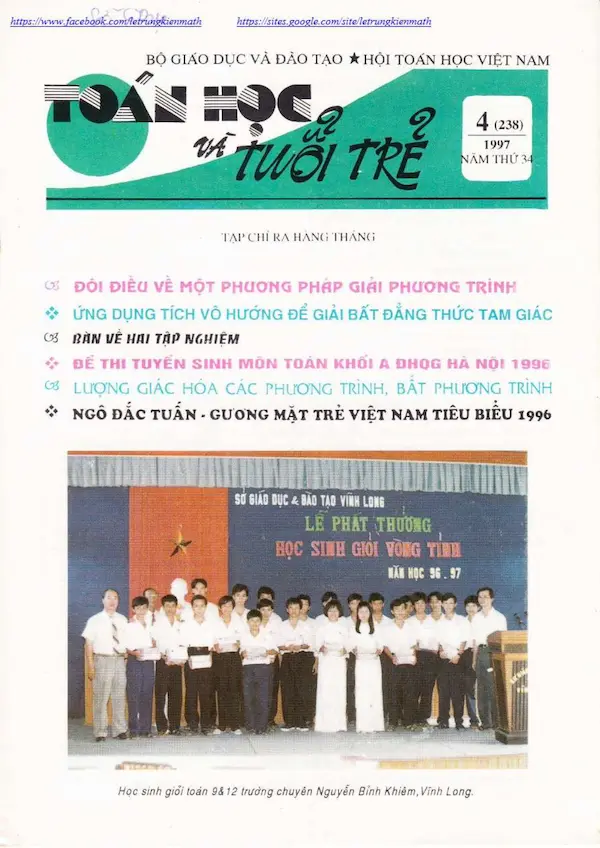 https://www.facebook.com/letrungkienmath
https://sites.google.com/site/letrungkienmath
BỘ GIÁO DỤC VÀ ĐÀO TẠO ★ HỘI TOÁN HỌC VIỆT NAM
TOÁN HỌC
VÀ TUỔI TRẺ
4 (238)
1997
NĂM THỨ 34
TẠP CHÍ RA HÀNG THÁNG
ĐÔI ĐIỀU VỀ MỘT PHƯƠNG PHÁP GIẢI PHƯƠNG TRÌNH
❖ ỨNG DỤNG TÍCH VÔ HƯỚNG ĐỂ GIẢI BẤT ĐẲNG THỨC TAM GIÁC
BÀN VỀ HAI TẬP NGHIỆM
❖ ĐỀ THI TUYỂN SINH MÔN TOÁN KHỐI A ĐHQG HÀ NỘI 1996
LƯỢNG GIÁC HÓA CÁC PHƯƠNG TRÌNH, BẤT PHƯƠNG TRÌNH
❖ NGÔ ĐẮC TUẤN - GƯƠNG MẶT TRẺ VIỆT NAM TIÊU BIỂU 1996
SỞ GIÁO DỤC & ĐÀO TẠO VĨNH LONG
LỄ PHÁT THƯỞNG
HỌC SINH GIỎI VÒNG TỈNH
NĂM HỌC 96.97
Học sinh giỏi toán 9&12 trường chuyên Nguyễn Bỉnh Khiêm,Vĩnh Long.